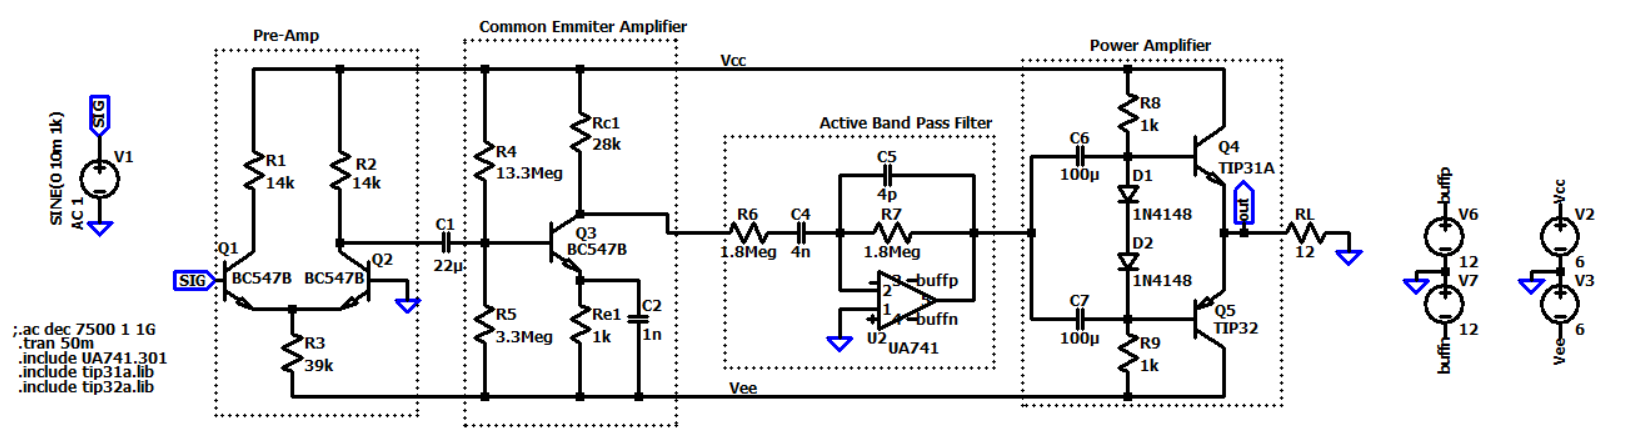 Pre-Amp
Common Emmiter Amplifier
Power Amplifier
Active Band Pass Filter
Vcc
SIG
V1
SINE(0 10m 1k)
AC 1
R1
14k
R2
14k
Q1
BC547B
BC547B
Q2
SIG
R3
39k
C1
22µ
R4
13.3Meg
R5
3.3Meg
Rc1
28k
Q3
BC547B
Re1
1k
C2
1n
Vee
R6
1.8Meg
C4
4n
C5
4p
R7
1.8Meg
3
buffp
2
1
5
4
buffn
U2
UA741
C6
100µ
C7
100µ
R8
1k
D1
1N4148
D2
1N4148
R9
1k
Q4
TIP31A
Q5
TIP32
out
RL
12
buffp
V6
12
V7
12
buffn
Vcc
V2
6
V3
6
Vee
;.ac dec 7500 1 1G
.tran 50m
.include UA741.301
.include tip31a.lib
.include tip32a.lib